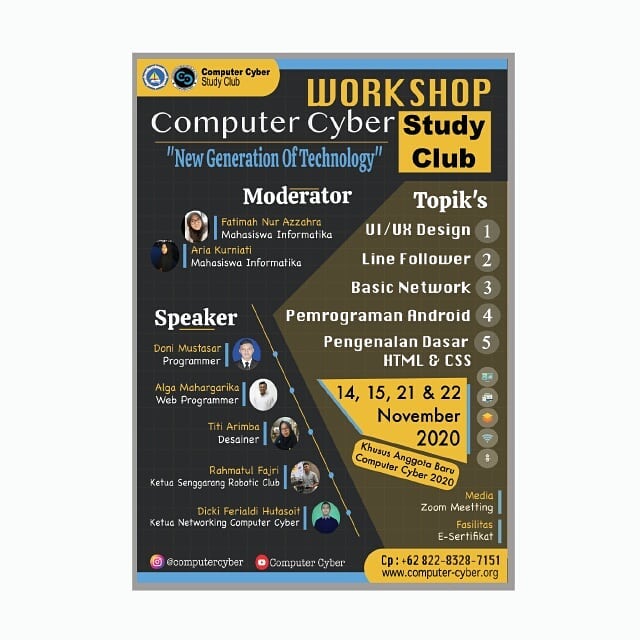 Computer Cyber
Study Club
WORKSHOP
Computer Cyber
Study
Club
"New Generation Of Technology"
Moderator
Fatimah Nur Azzahra
Mahasiswa Informatika
Aria Kurniati
Mahasiswa Informatika
Topik's
UI/UX Design 1
Line Follower 2
Basic Network 3
Pemrograman Android 4
Pengenalan Dasar 5
HTML & CSS
Speaker
Doni Mustasar
Programmer
Alga Mahargarika
Web Programmer
Titi Arimba
Desainer
Rahmatul Fajri
Ketua Senggarang Robotic Club
Dicki Ferialdi Hutasoit
Ketua Networking Computer Cyber
14, 15, 21 & 22
November
2020
Khusus Anggota Baru
Computer Cyber 2020
Media
Zoom Meetting
Fasilitas
E-Sertifikat
@computercyber
Computer Cyber
Cp : +62 822-8328-7151
www.computer-cyber.org